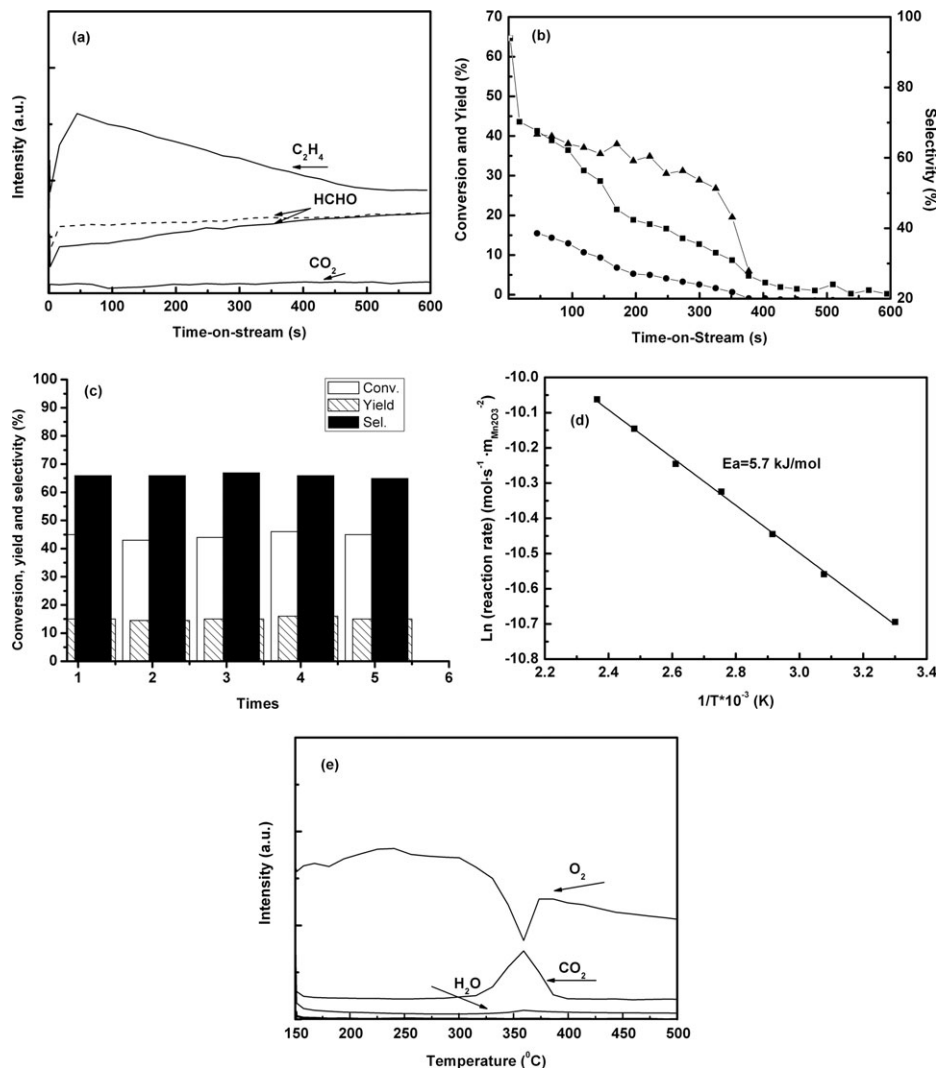 (a)
Intensity (a.u.)
C2H4
HCHO
CO2
0 100 200 300 400 500 600
Time-on-stream (s)
(b)
Conversion and Yield (%)
70
60
50
40
30
20
10
0
Selectivity (%)
100
80
60
40
20
100 200 300 400 500 600
Time-on-Stream (s)
(c)
Conversion, yield and selectivity (%)
100
90
80
70
60
50
40
30
20
10
0
Conv.
Yield
Sel.
1 2 3 4 5 6
Times
(d)
Ln (reaction rate) (mol·s-1 ·mMn2O3-2)
-10.0
-10.1
-10.2
-10.3
-10.4
-10.5
-10.6
-10.7
-10.8
Ea=5.7 kJ/mol
2.2 2.4 2.6 2.8 3.0 3.2 3.4
1/T*10-3 (K)
(e)
Intensity (a.u.)
O2
CO2
H2O
150 200 250 300 350 400 450 500
Temperature (0C)